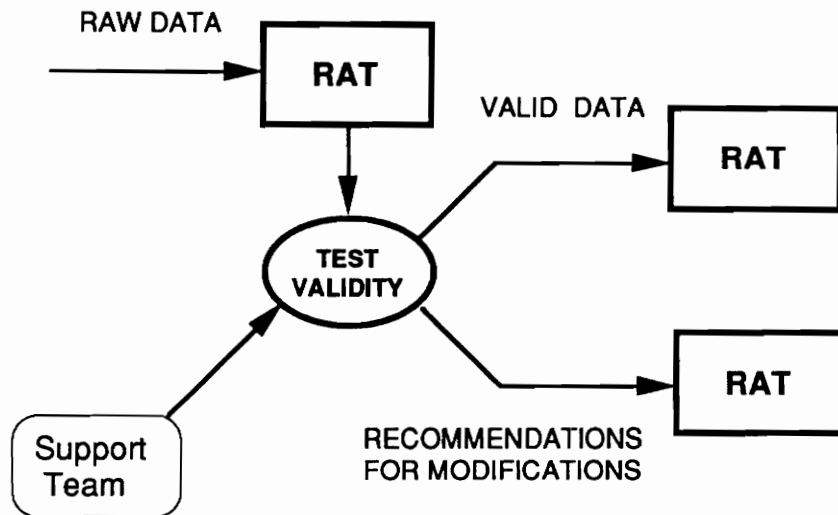 RAW DATA
RAT
VALID DATA
RAT
TEST
VALIDITY
RAT
RECOMMENDATIONS
FOR MODIFICATIONS
Support
Team